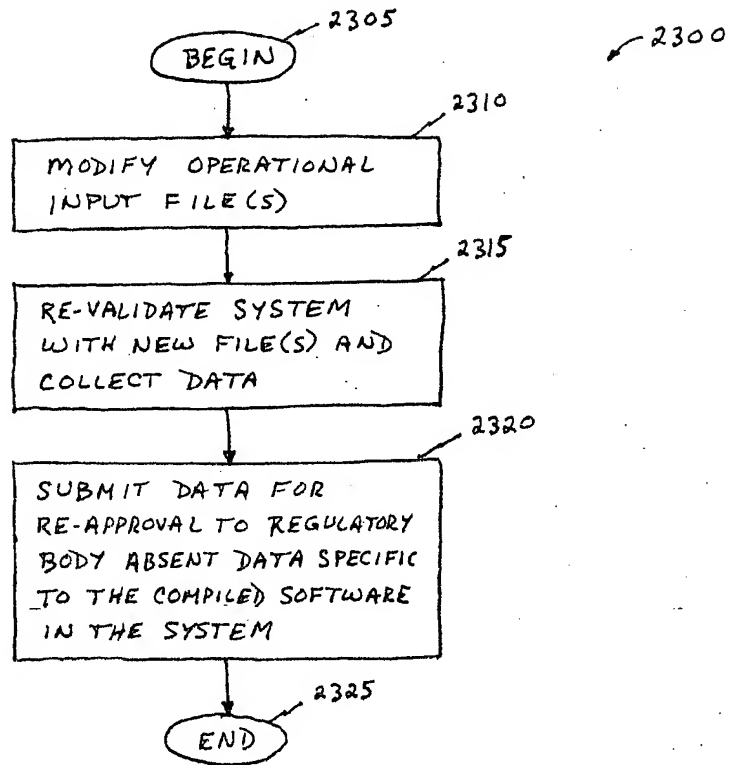 2305
BEGIN
2300
2310
MODIFY OPERATIONAL
INPUT FILE(S)
2315
RE-VALIDATE SYSTEM
WITH NEW FILE(S) AND
COLLECT DATA
2320
SUBMIT DATA FOR
RE-APPROVAL TO REGULATORY
BODY ABSENT DATA SPECIFIC
TO THE COMPILED SOFTWARE
IN THE SYSTEM
2325
END